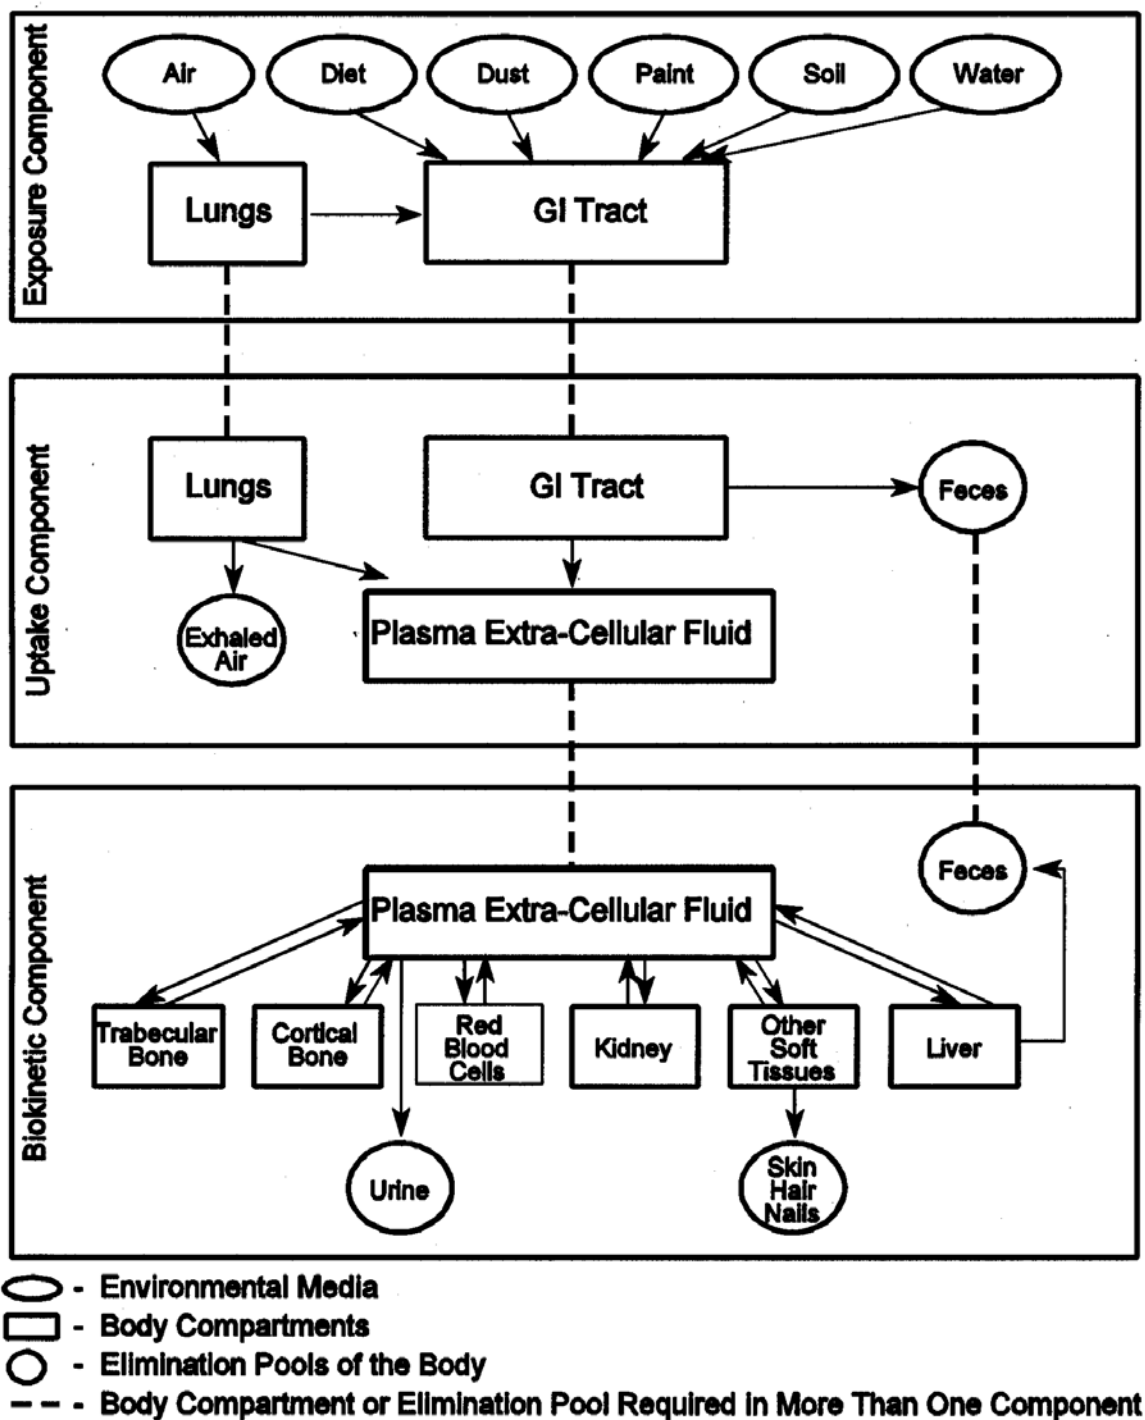 Exposure Component
Air
Diet
Dust
Paint
Soil
Water
Lungs
GI Tract
Uptake Component
Lungs
GI Tract
Feces
Exhaled
Air
Plasma Extra-Cellular Fluid
Biokinetic Component
Feces
Plasma Extra-Cellular Fluid
Trabecular
Bone
Cortical
Bone
Red
Blood
Cells
Kidney
Other
Soft
Tissues
Liver
Urine
Skin
Hair
Nails
- Environmental Media
- Body Compartments
- Elimination Pools of the Body
- Body Compartment or Elimination Pool Required in More Than One Component